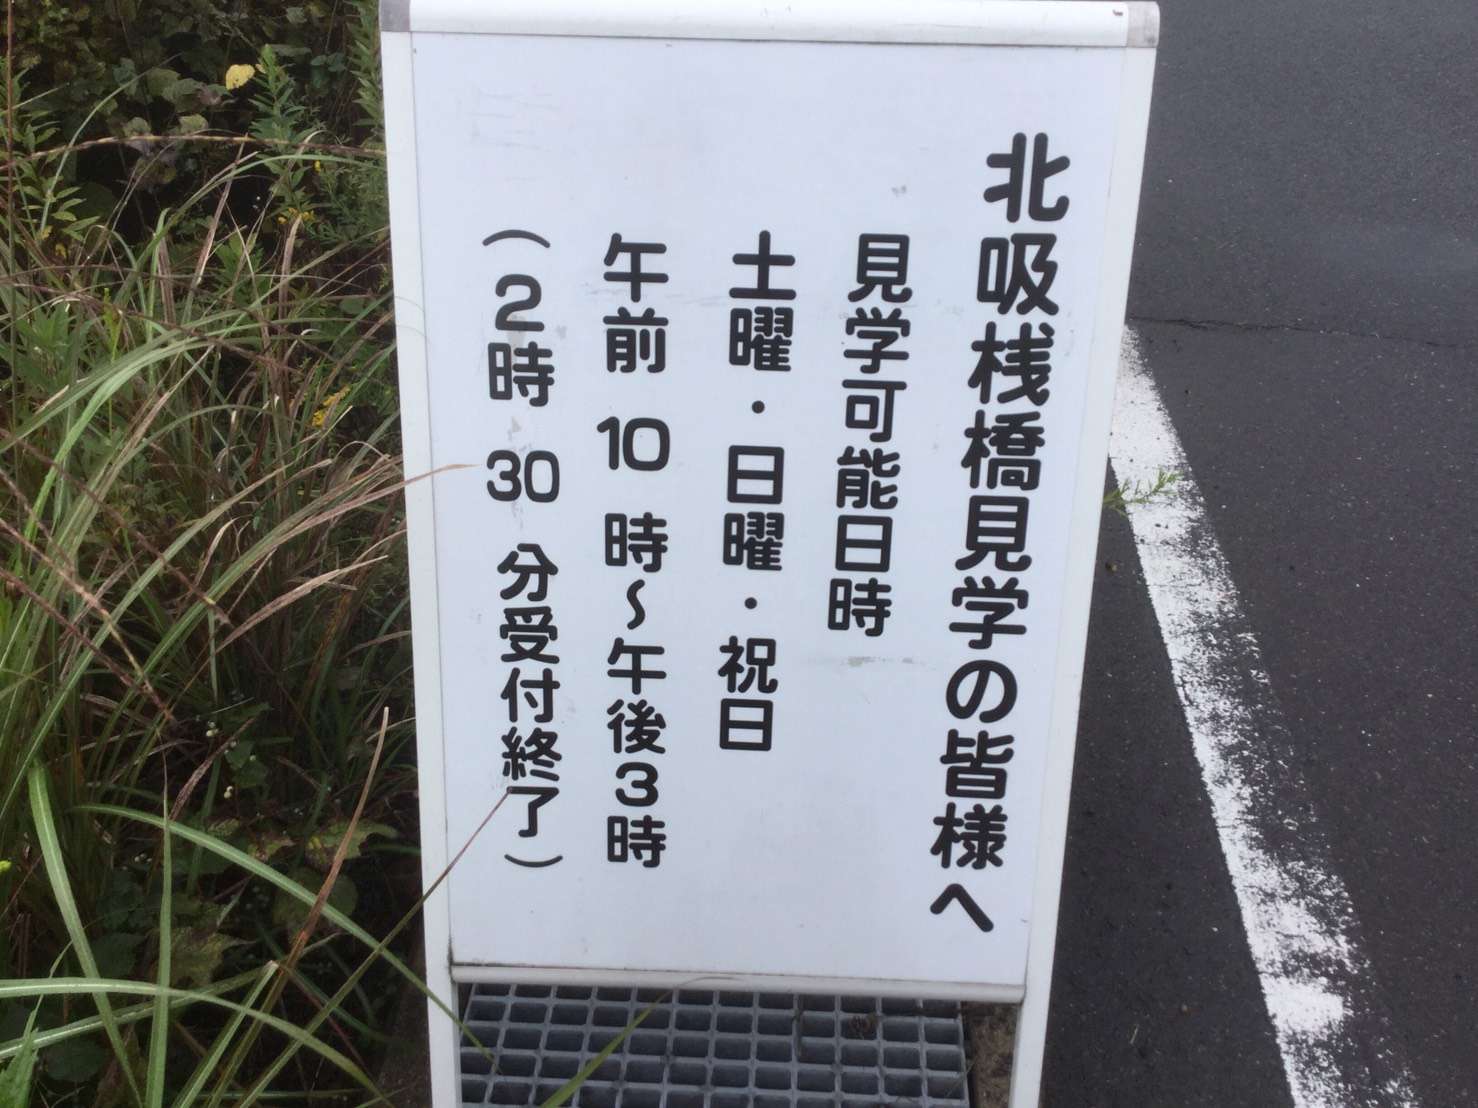 北吸桟橋見学の皆様へ
見学可能日時
土曜・日曜・祝日
午前10時～午後3時
(2時30分受付終了)